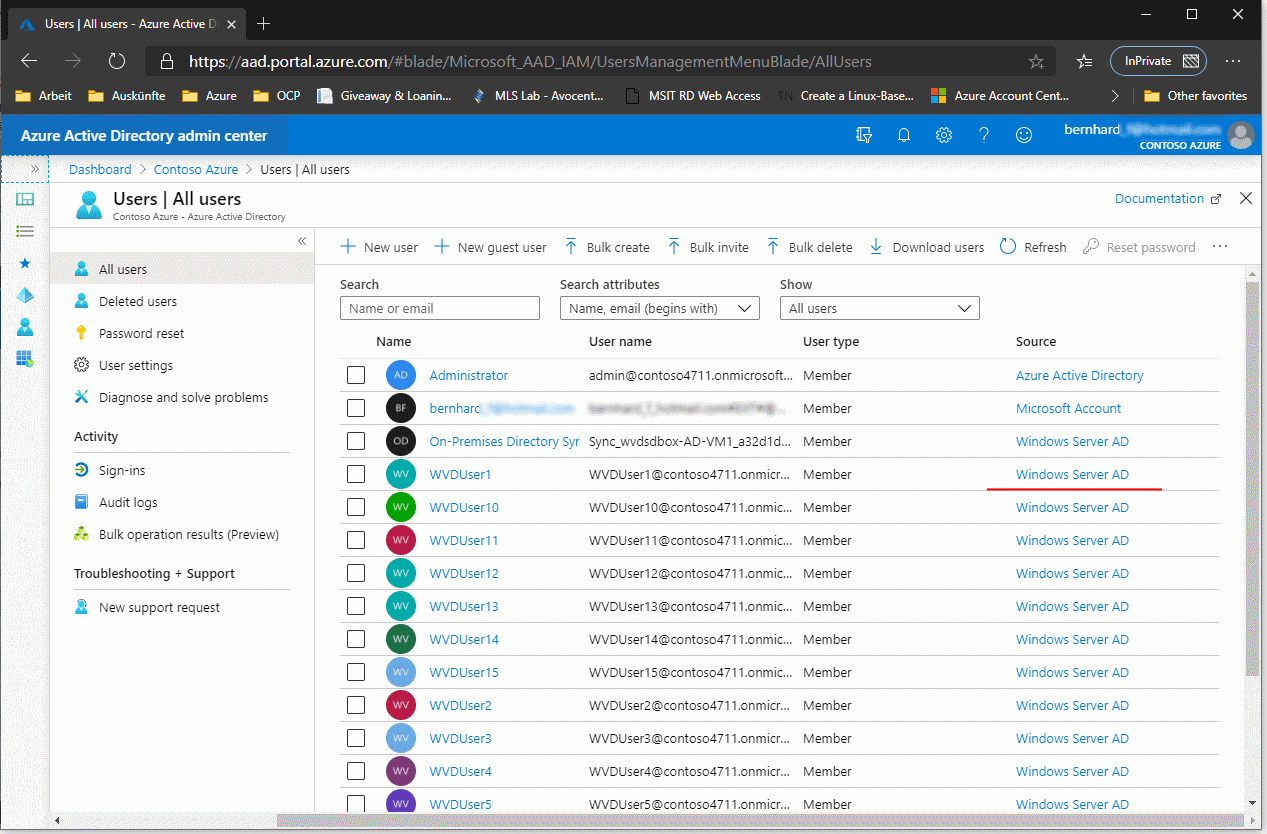 Users | All users - Azure Active D
https://aad.portal.azure.com/#blade/Microsoft_AAD_IAM/UsersManagementMenuBlade/AllUsers
InPrivate
Arbeit
Auskünfte
Azure
OCP
Giveaway & Loanin...
MLS Lab - Avocent...
MSIT RD Web Access
TN Create a Linux-Base...
Azure Account Cent...
Other favorites
Azure Active Directory admin center
bernhard
CONTOSO AZURE
Dashboard > Contoso Azure > Users | All users
Users | All users
Contoso Azure - Azure Active Directory
Documentation
New user
New guest user
Bulk create
Bulk invite
Bulk delete
Download users
Refresh
Reset password
All users
Deleted users
Password reset
User settings
Diagnose and solve problems
Activity
Sign-ins
Audit logs
Bulk operation results (Preview)
Troubleshooting + Support
New support request
Search
Search attributes
Show
Name or email
Name, email (begins with)
All users
Name User name User type Source
AD Administrator admin@contoso4711.onmicrosoft... Member Azure Active Directory
BF bernhard Member Microsoft Account
OD On-Premises Directory Syr Sync_wvdsdbox-AD-VM1_a32d1d... Member Windows Server AD
WV WVDUser1 WVDUser1@contoso4711.onmicr... Member Windows Server AD
WV WVDUser10 WVDUser10@contoso4711.onmic... Member Windows Server AD
WV WVDUser11 WVDUser11@contoso4711.onmic... Member Windows Server AD
WV WVDUser12 WVDUser12@contoso4711.onmic... Member Windows Server AD
WV WVDUser13 WVDUser13@contoso4711.onmic... Member Windows Server AD
WV WVDUser14 WVDUser14@contoso4711.onmic... Member Windows Server AD
WV WVDUser15 WVDUser15@contoso4711.onmic... Member Windows Server AD
WV WVDUser2 WVDUser2@contoso4711.onmicr... Member Windows Server AD
WV WVDUser3 WVDUser3@contoso4711.onmicr... Member Windows Server AD
WV WVDUser4 WVDUser4@contoso4711.onmicr... Member Windows Server AD
WV WVDUser5 WVDUser5@contoso4711.onmicr... Member Windows Server AD